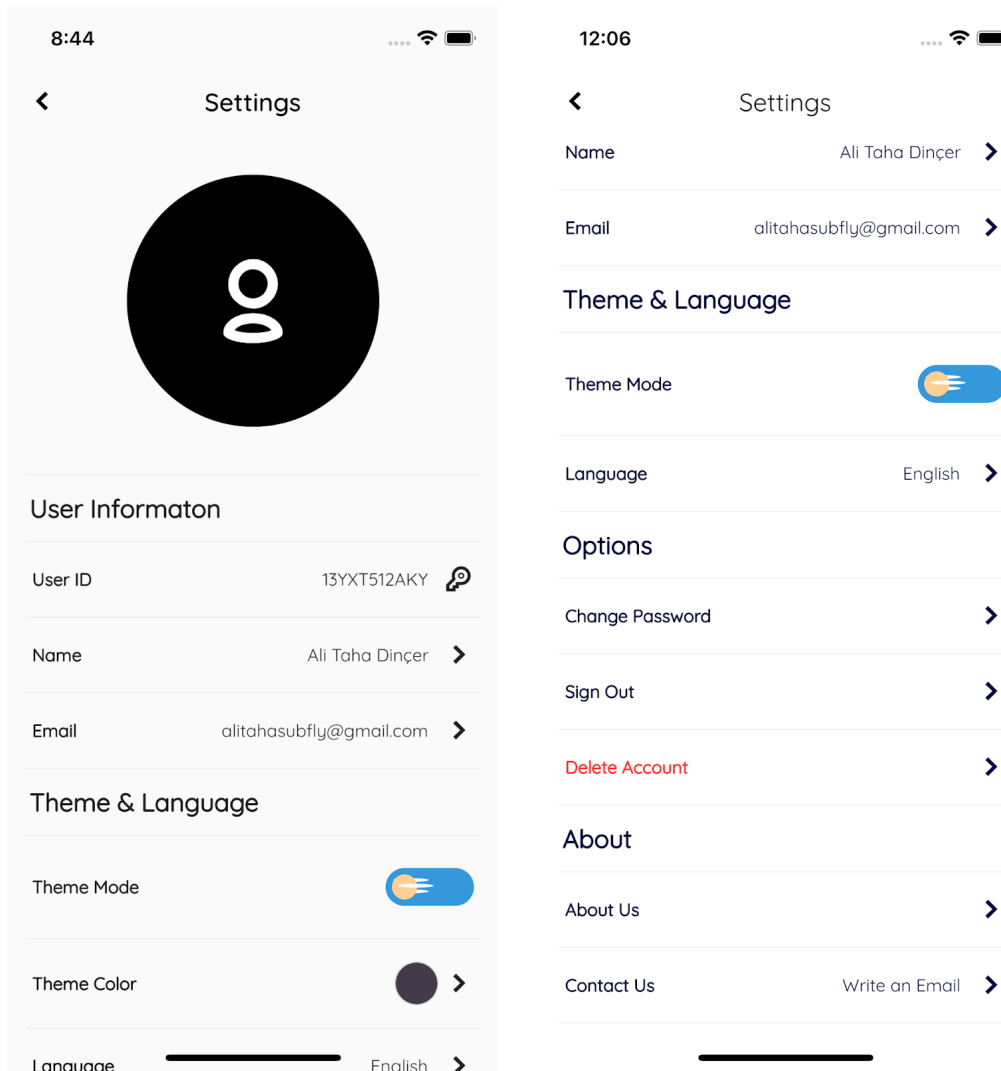 8:44
Settings
User Informaton
User ID 13YXT512AKY
Name Ali Taha Dinçer
Email alitahasubfly@gmail.com
Theme & Language
Theme Mode
Theme Color
Language English
12:06
Settings
Name Ali Taha Dinçer
Email alitahasubfly@gmail.com
Theme & Language
Theme Mode
Language English
Options
Change Password
Sign Out
Delete Account
About
About Us
Contact Us Write an Email